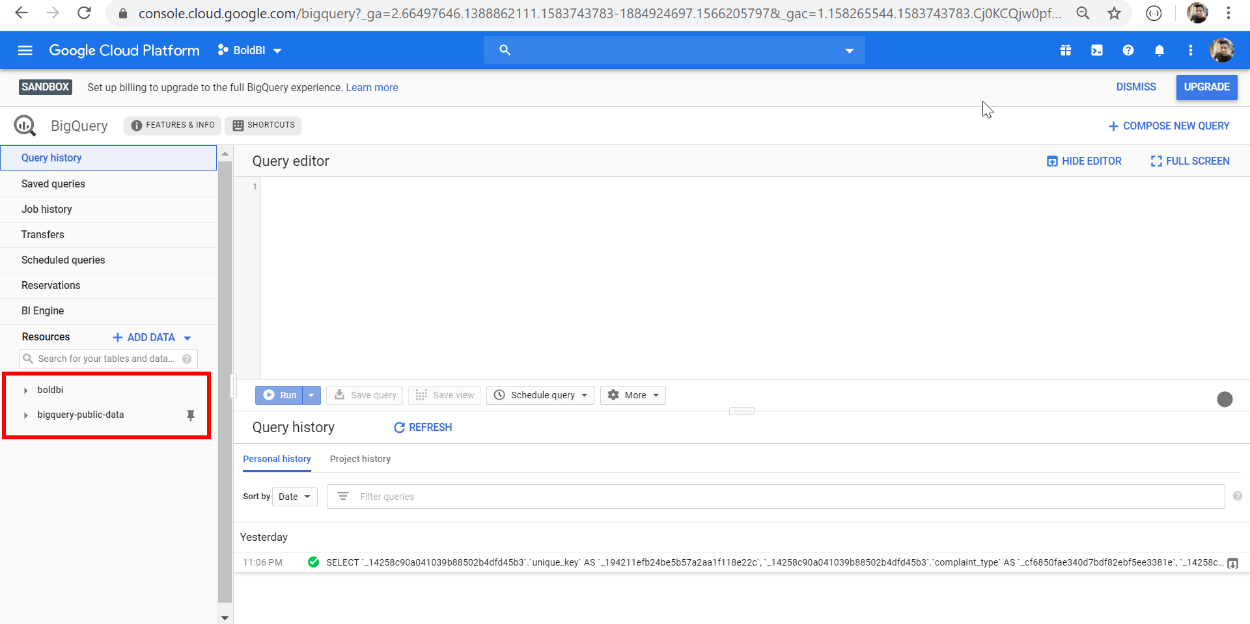 console.cloud.google.com/bigquery?_ga=2.66497646.1388862111.1583743783-1884924697.1566205797&_gac=1.158265544.1583743783.Cj0KCQjw0pf...
Google Cloud Platform BoldBI
SANDBOX Set up billing to upgrade to the full BigQuery experience. Learn more DISMISS UPGRADE
BigQuery FEATURES & INFO SHORTCUTS + COMPOSE NEW QUERY
Query history
Saved queries
Job history
Transfers
Scheduled queries
Reservations
BI Engine
Resources + ADD DATA
Search for your tables and data...
boldbi
bigquery-public-data
Query editor HIDE EDITOR FULL SCREEN
1
Run Save query Save view Schedule query More
Query history REFRESH
Personal history Project history
Sort by Date Filter queries
Yesterday
11:06 PM SELECT `_14258c90a041039b88502b4dfd45b3`.`unique_key` AS `_194211efb24be5b57a2aa1f118e22c`, `_14258c90a041039b88502b4dfd45b3`.`complaint_type` AS `_cf6850fae340d7bdf82ebf5ee3381e`, `_14258c...